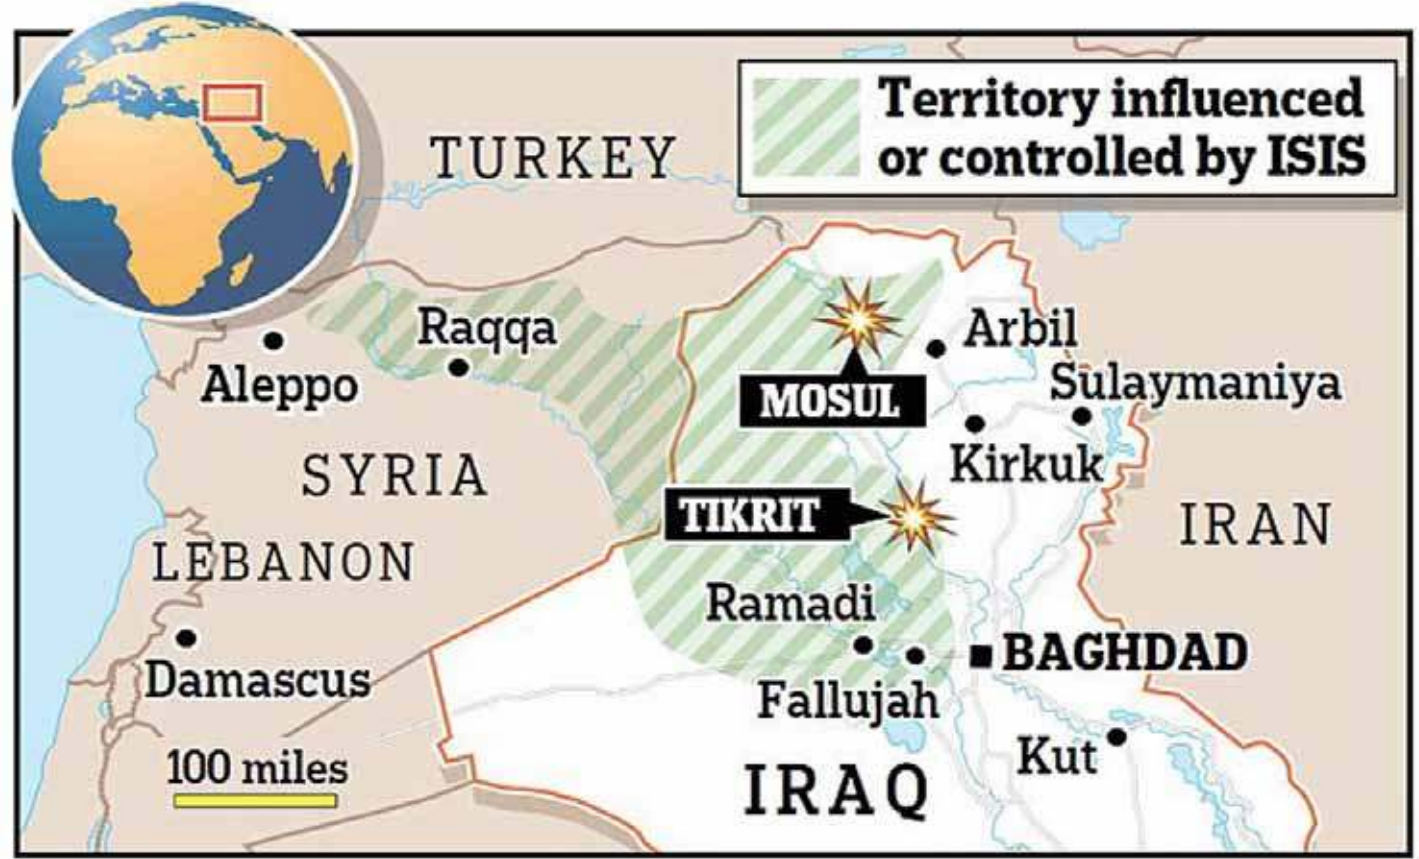 TURKEY
Territory influenced
or controlled by ISIS
Raqqa
Arbil
Aleppo
MOSUL
Sulaymaniya
SYRIA
Kirkuk
TIKRIT
IRAN
LEBANON
Ramadi
BAGHDAD
Damascus
Fallujah
Kut
100 miles
IRAQ